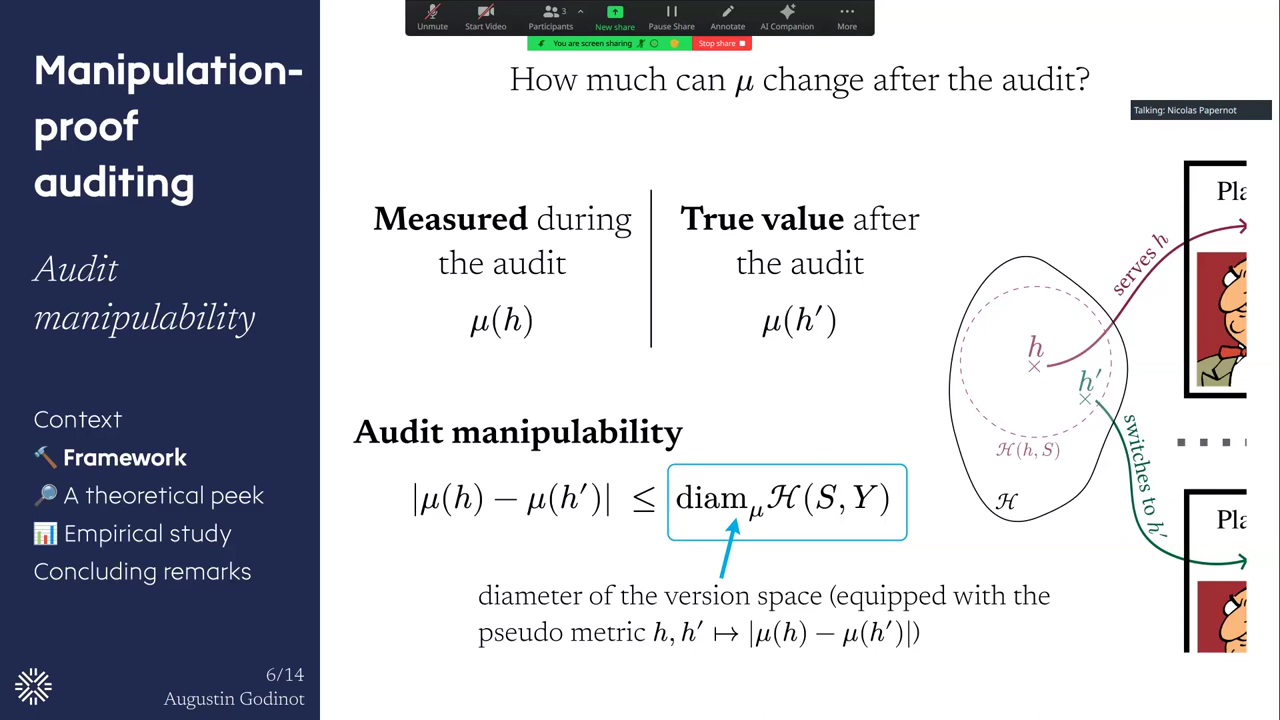 Unmute
Start Video
Participants
3
New share
Pause Share
Annotate
AI Companion
More
You are screen sharing
Stop share
Talking: Nicolas Papernot
Manipulation-
proof
auditing
Audit
manipulability
Context
🔨 Framework
🔎 A theoretical peek
📊 Empirical study
Concluding remarks
6/14
Augustin Godinot
How much can μ change after the audit?
Measured during
the audit
μ(h)
True value after
the audit
μ(h′)
Audit manipulability
|μ(h) − μ(h′)| ≤ diam_μ ℋ(S, Y)
diameter of the version space (equipped with the
pseudo metric h, h′ ↦ |μ(h) − μ(h′)|)
h
h′
ℋ(h, S)
ℋ
serves h
switches to h′
Pla
Pla